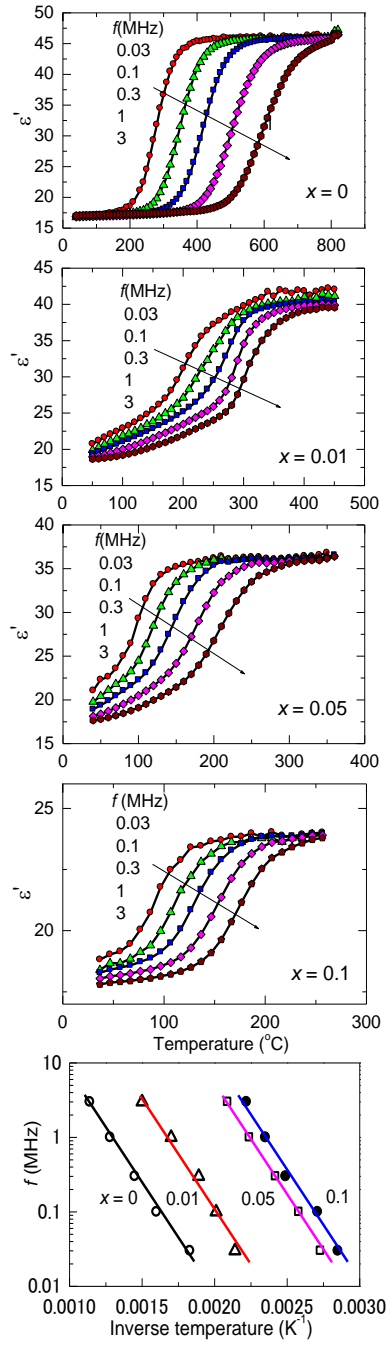 50
45
40
35
30
25
20
15
ε'
f(MHz)
0.03
0.1
0.3
1
3
x = 0
0 200 400 600 800
45
40
35
30
25
20
15
ε'
f(MHz)
0.03
0.1
0.3
1
3
x = 0.01
0 100 200 300 400 500
40
35
30
25
20
15
ε'
f(MHz)
0.03
0.1
0.3
1
3
x = 0.05
0 100 200 300 400
25
20
ε'
f (MHz)
0.03
0.1
0.3
1
3
x = 0.1
0 100 200 300
Temperature (°C)
10
1
0.1
0.01
f (MHz)
x = 0 0.01 0.05 0.1
0.0010 0.0015 0.0020 0.0025 0.0030
Inverse temperature (K⁻¹)